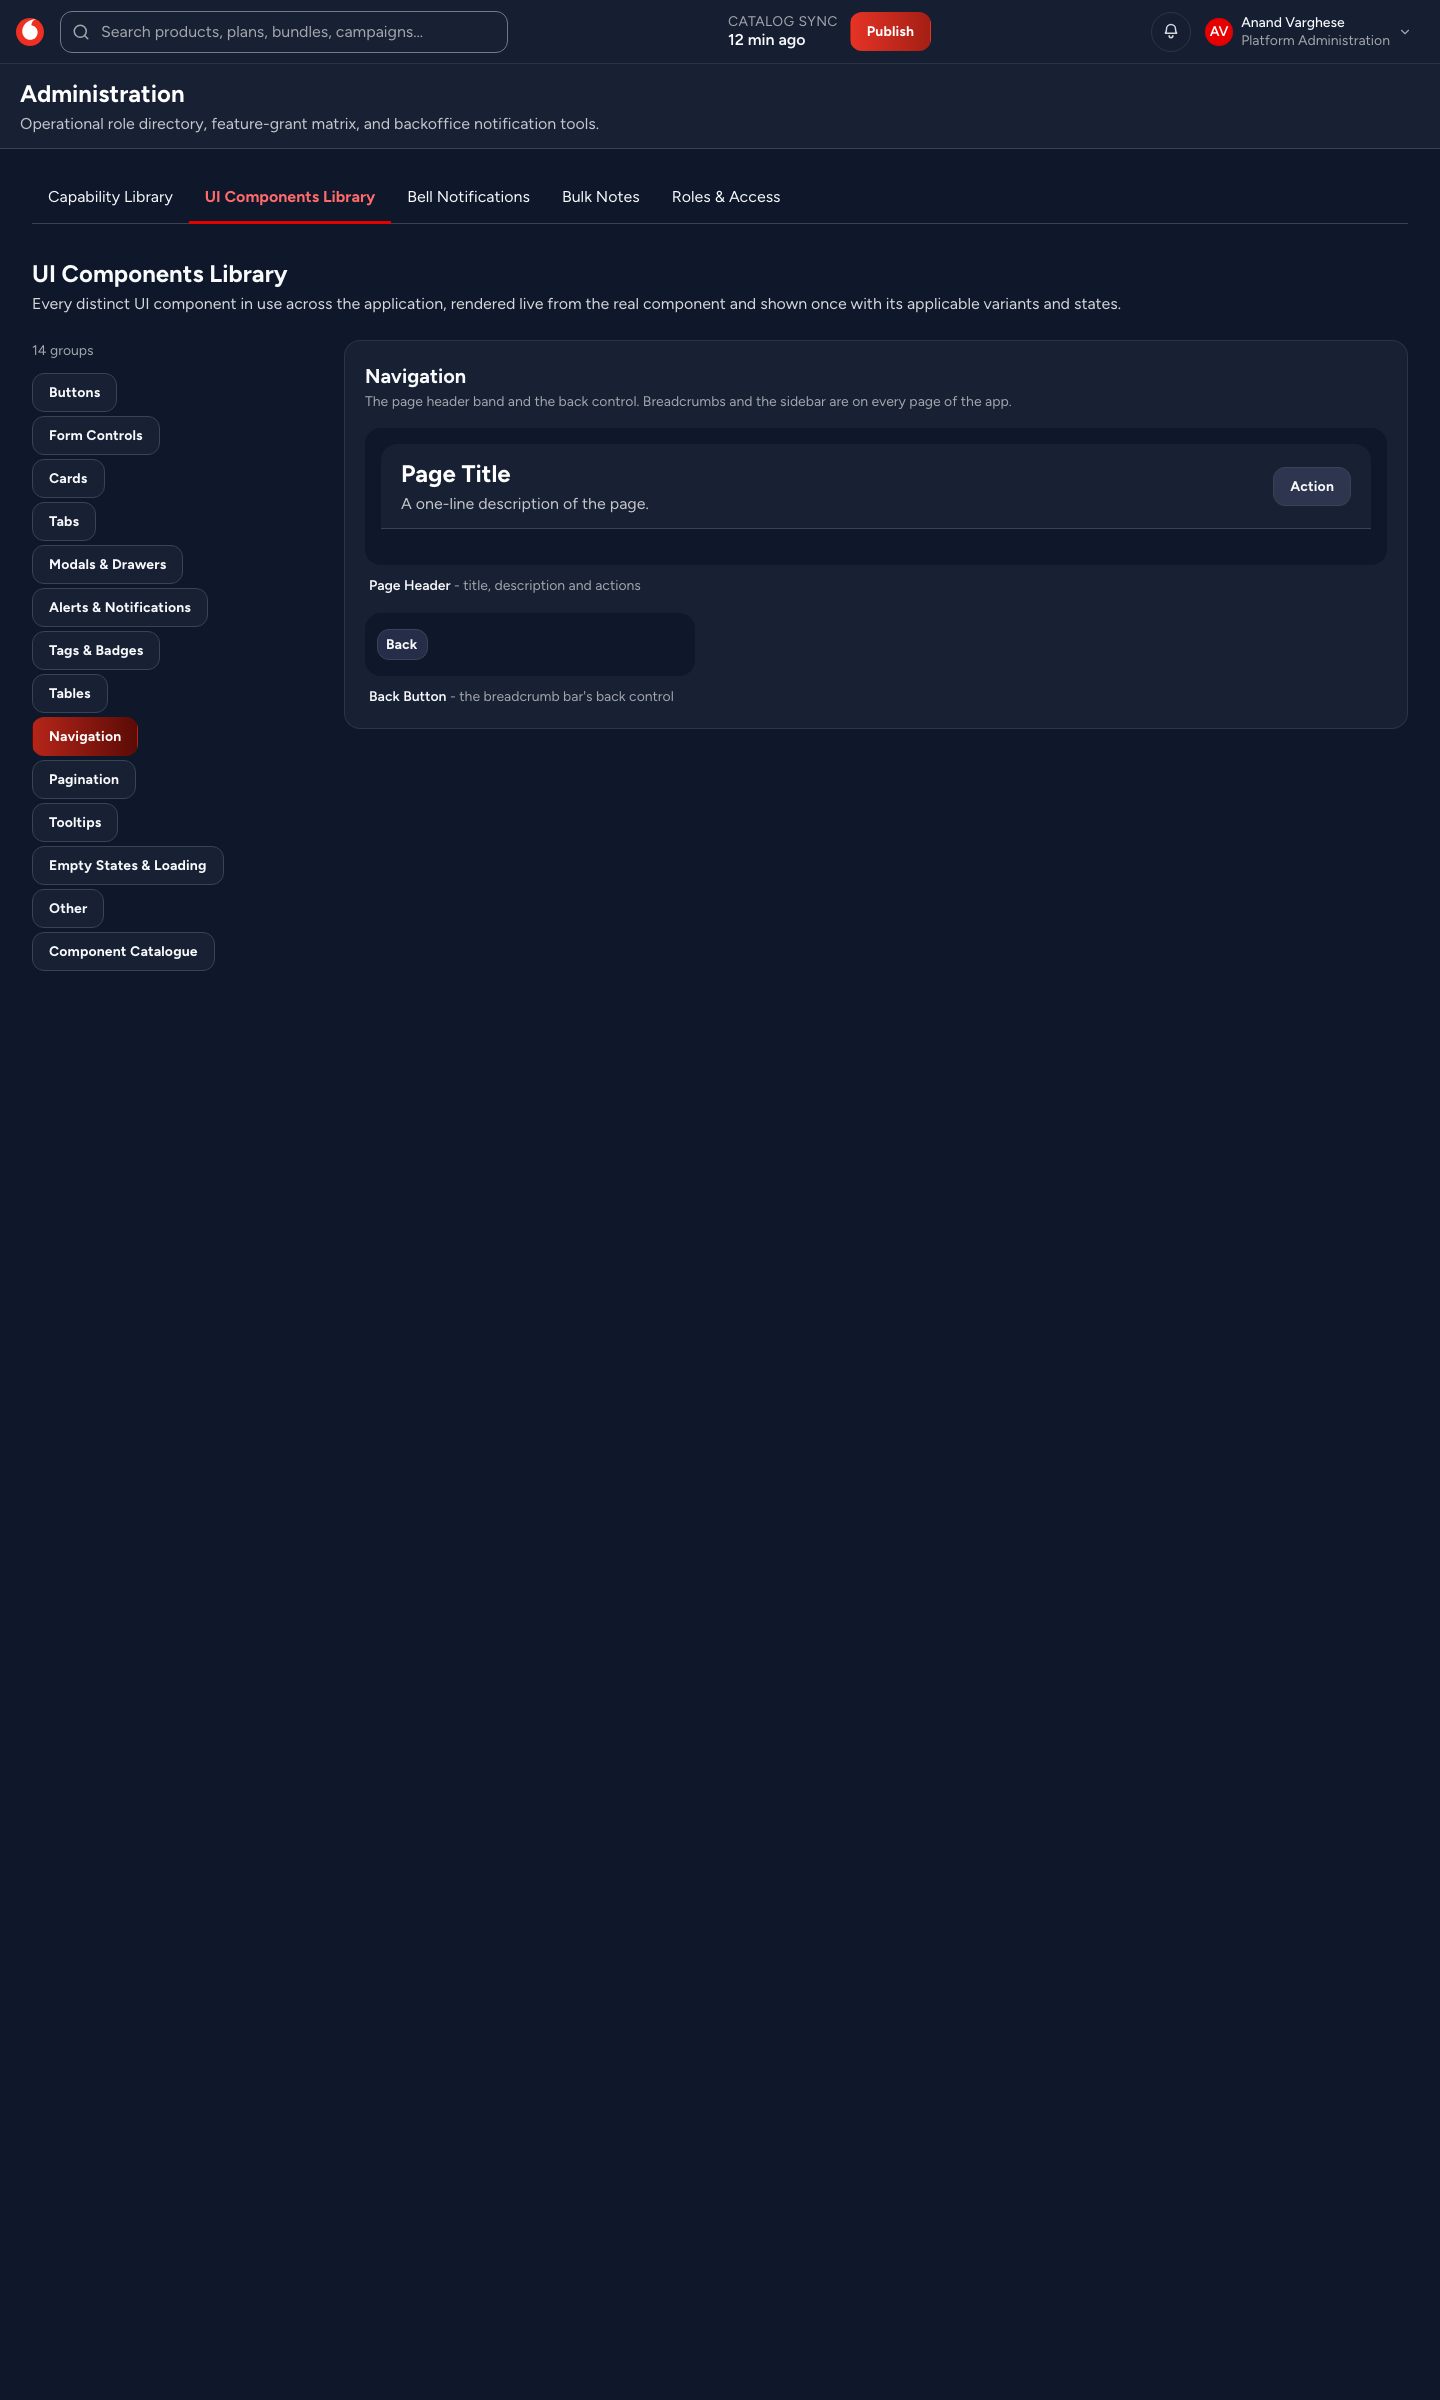 Search products, plans, bundles, campaigns...
CATALOG SYNC
12 min ago
Publish
AV
Anand Varghese
Platform Administration
Administration
Operational role directory, feature-grant matrix, and backoffice notification tools.
Capability Library
UI Components Library
Bell Notifications
Bulk Notes
Roles & Access
UI Components Library
Every distinct UI component in use across the application, rendered live from the real component and shown once with its applicable variants and states.
14 groups
Buttons
Form Controls
Cards
Tabs
Modals & Drawers
Alerts & Notifications
Tags & Badges
Tables
Navigation
Pagination
Tooltips
Empty States & Loading
Other
Component Catalogue
Navigation
The page header band and the back control. Breadcrumbs and the sidebar are on every page of the app.
Page Title
A one-line description of the page.
Action
Page Header - title, description and actions
Back
Back Button - the breadcrumb bar's back control